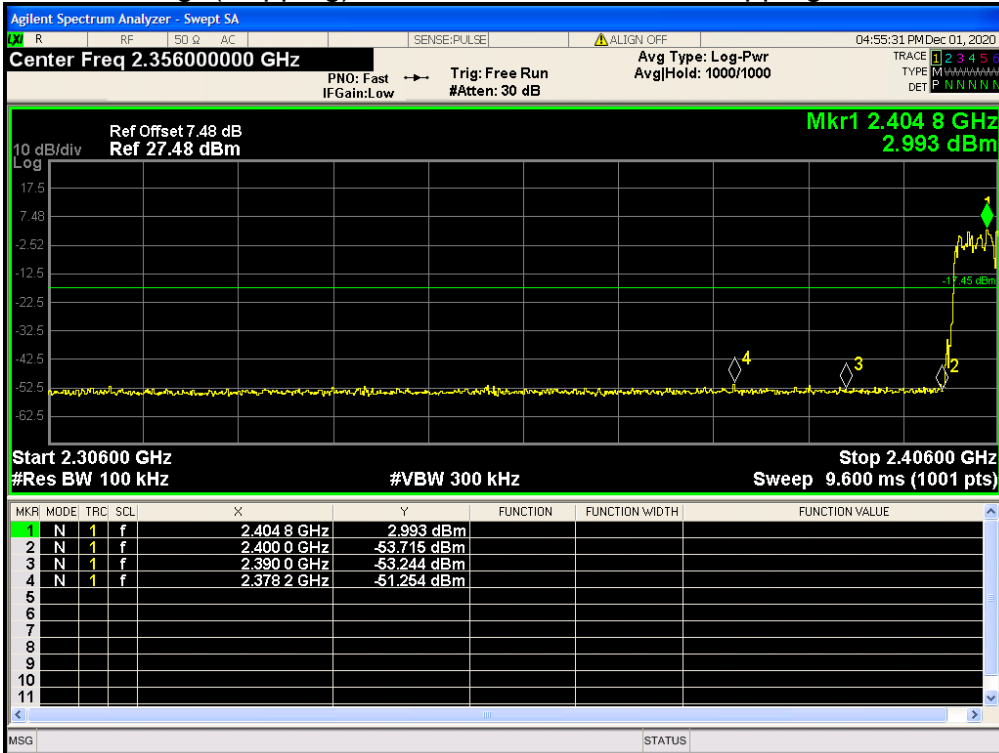 Agilent Spectrum Analyzer - Swept SA
LXI R RF 50 Ω AC SENSE:PULSE ALIGN OFF 04:55:31 PM Dec 01, 2020
Center Freq 2.356000000 GHz
PNO: Fast
IFGain:Low
Trig: Free Run
#Atten: 30 dB
Avg Type: Log-Pwr
Avg|Hold: 1000/1000
TRACE 1 2 3 4 5 6
TYPE M
DET P N N N N N
Mkr1 2.404 8 GHz
2.993 dBm
Ref Offset 7.48 dB
10 dB/div Ref 27.48 dBm
Log
17.5
1
7.48
-2.52
-12.5
-17.45 dBm
-22.5
-32.5
-42.5
4 3 2
-52.5
-62.5
Start 2.30600 GHz Stop 2.40600 GHz
#Res BW 100 kHz #VBW 300 kHz Sweep 9.600 ms (1001 pts)
MKR MODE TRC SCL X Y FUNCTION FUNCTION WIDTH FUNCTION VALUE
1 N 1 f 2.404 8 GHz 2.993 dBm
2 N 1 f 2.400 0 GHz -53.715 dBm
3 N 1 f 2.390 0 GHz -53.244 dBm
4 N 1 f 2.378 2 GHz -51.254 dBm
5
6
7
8
9
10
11
MSG STATUS